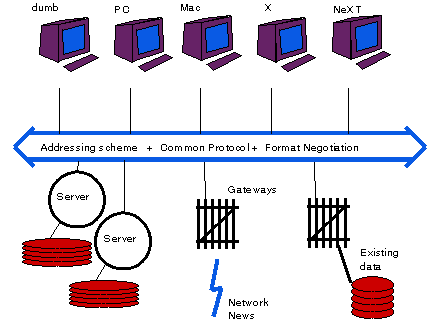 dumb
PC
Mac
X
NeXT
Addressing scheme + Common Protocol + Format Negotiation
Server
Gateways
Server
Existing
data
Network
News